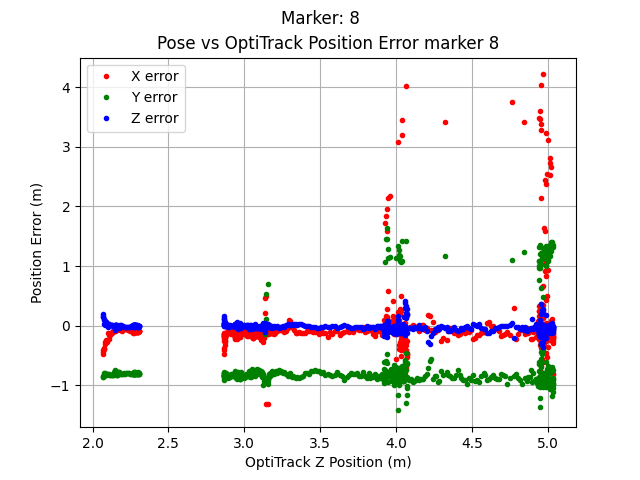 Marker: 8
Pose vs OptiTrack Position Error marker 8
X error
Y error
Z error
Position Error (m)
4
3
2
1
0
−1
2.0 2.5 3.0 3.5 4.0 4.5 5.0
OptiTrack Z Position (m)